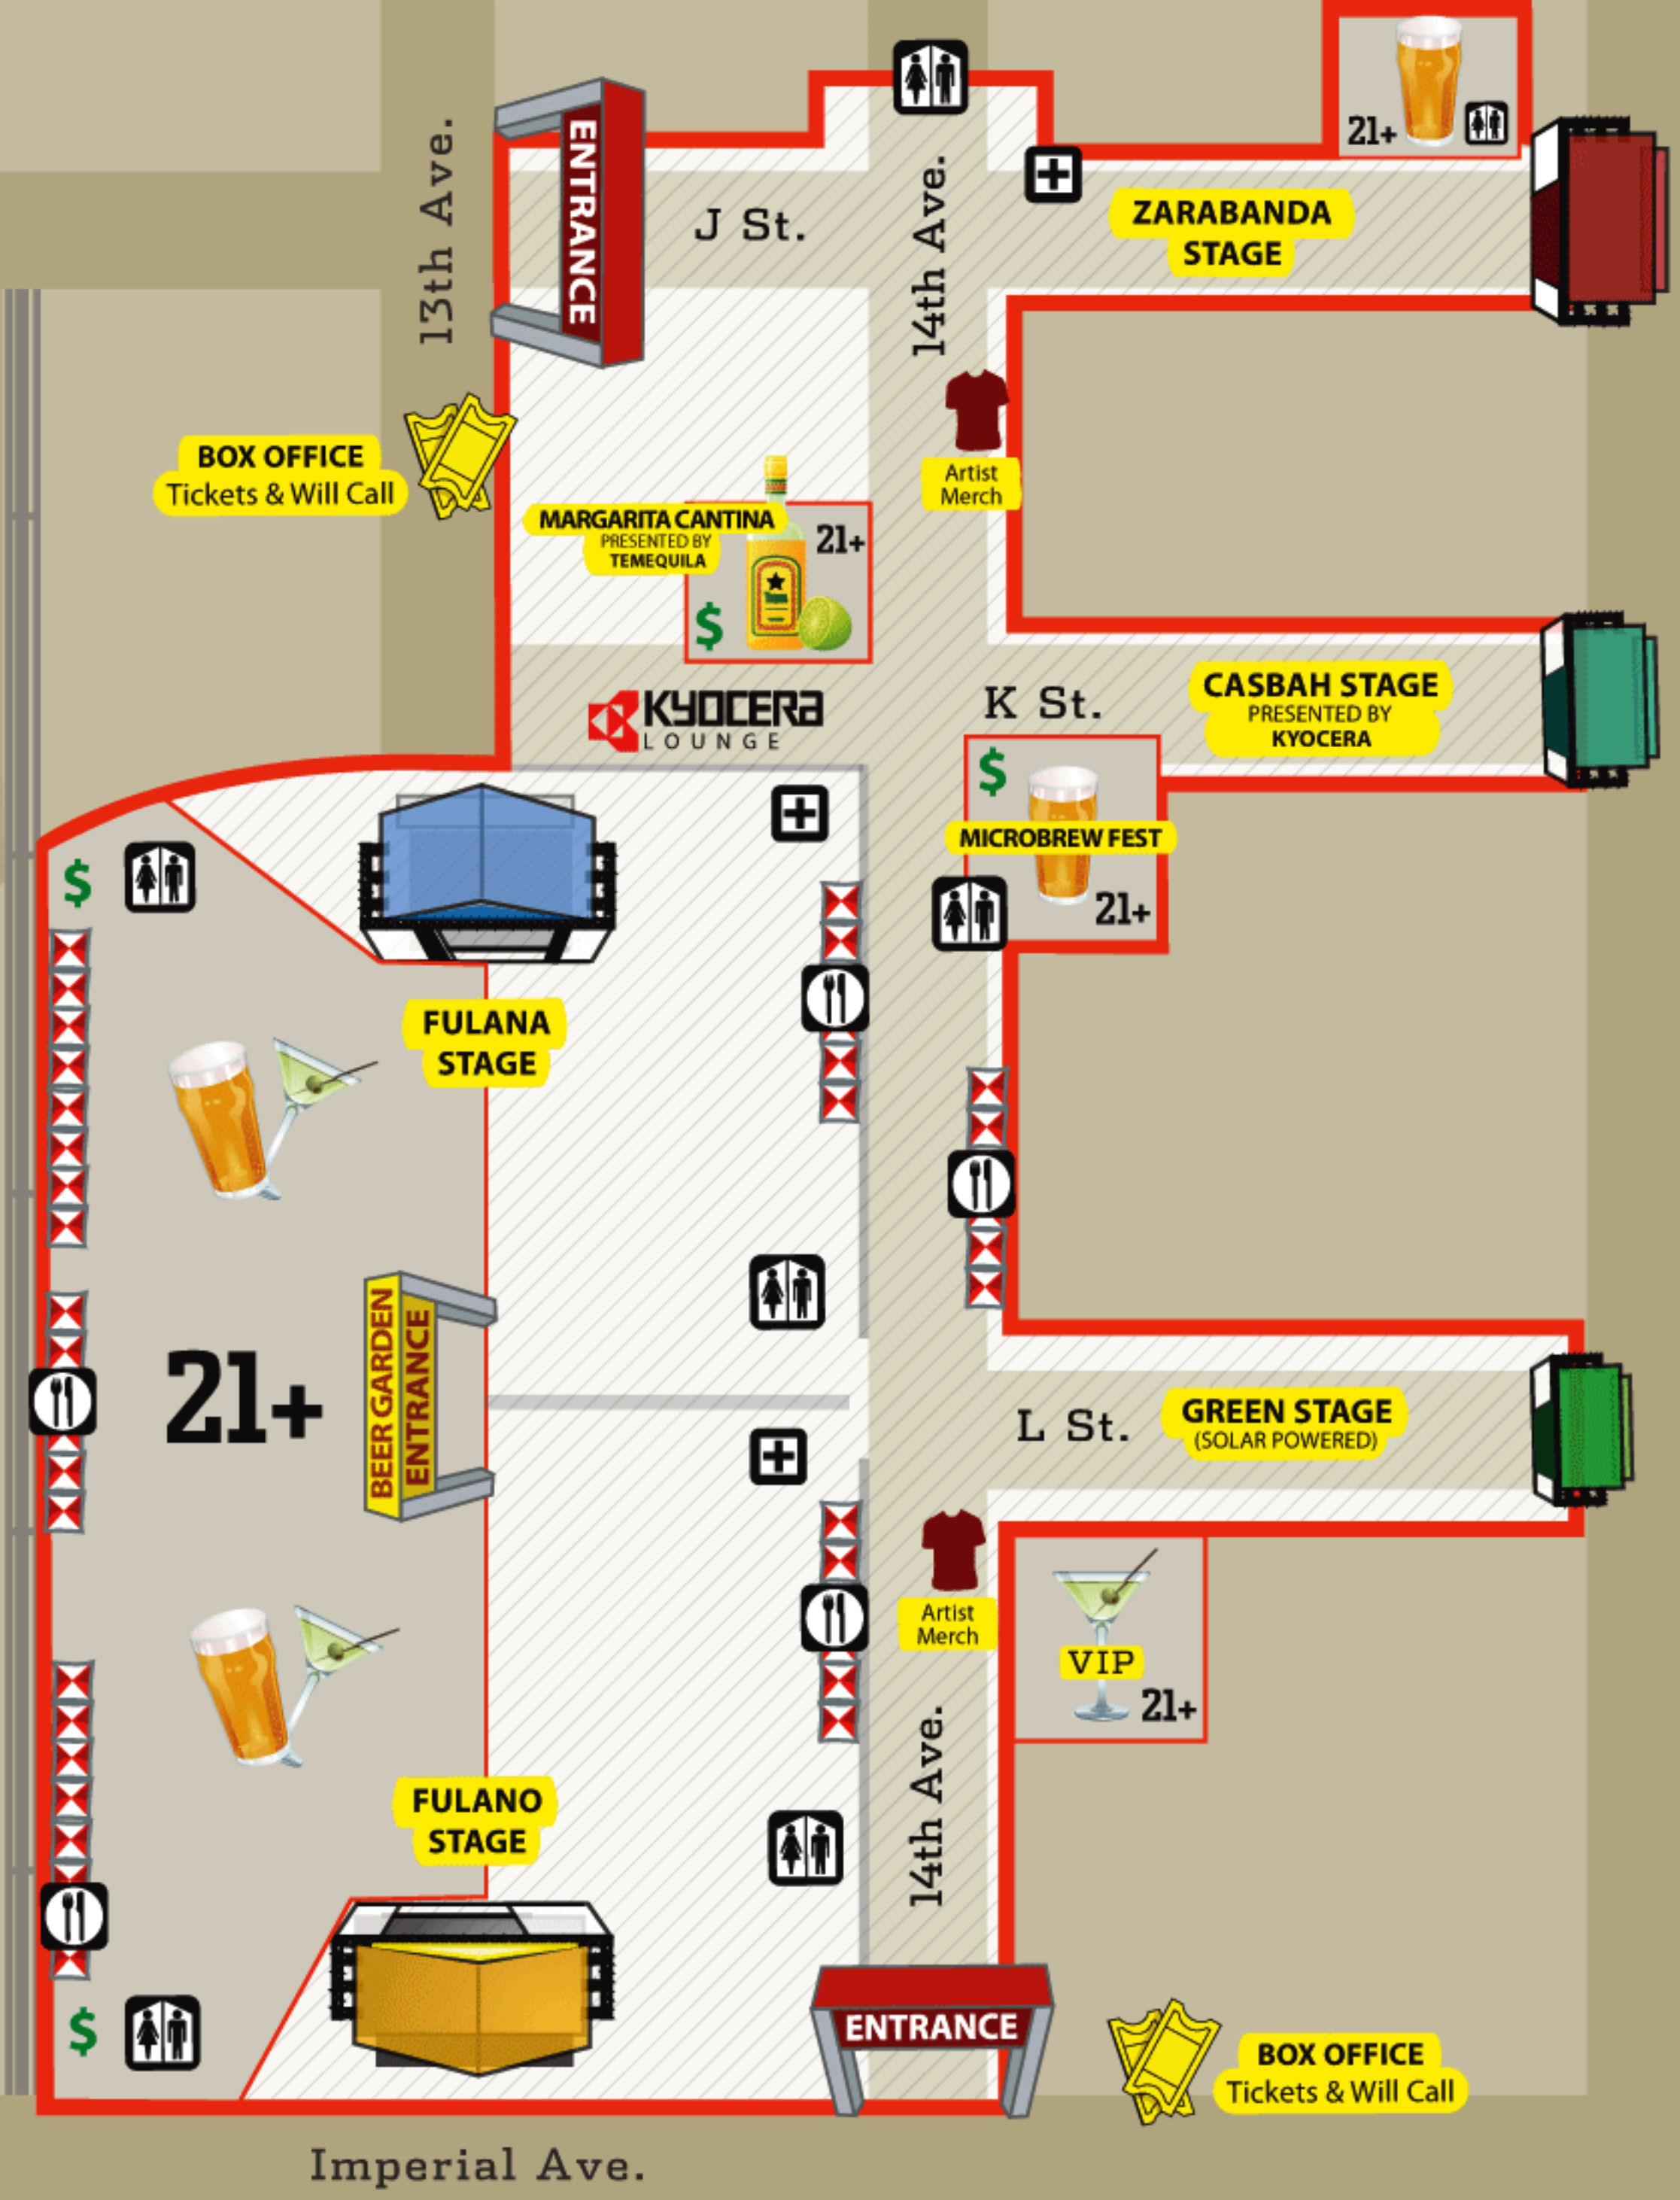 21+
ENTRANCE
13th Ave.
J St.
14th Ave.
ZARABANDA
STAGE
BOX OFFICE
Tickets & Will Call
Artist
Merch
MARGARITA CANTINA
PRESENTED BY
TEMEQUILA
21+
$
KYOCERA
LOUNGE
K St.
CASBAH STAGE
PRESENTED BY
KYOCERA
$
MICROBREW FEST
21+
$
FULANA
STAGE
21+
BEER GARDEN
ENTRANCE
L St.
GREEN STAGE
(SOLAR POWERED)
Artist
Merch
VIP
21+
14th Ave.
FULANO
STAGE
$
ENTRANCE
BOX OFFICE
Tickets & Will Call
Imperial Ave.